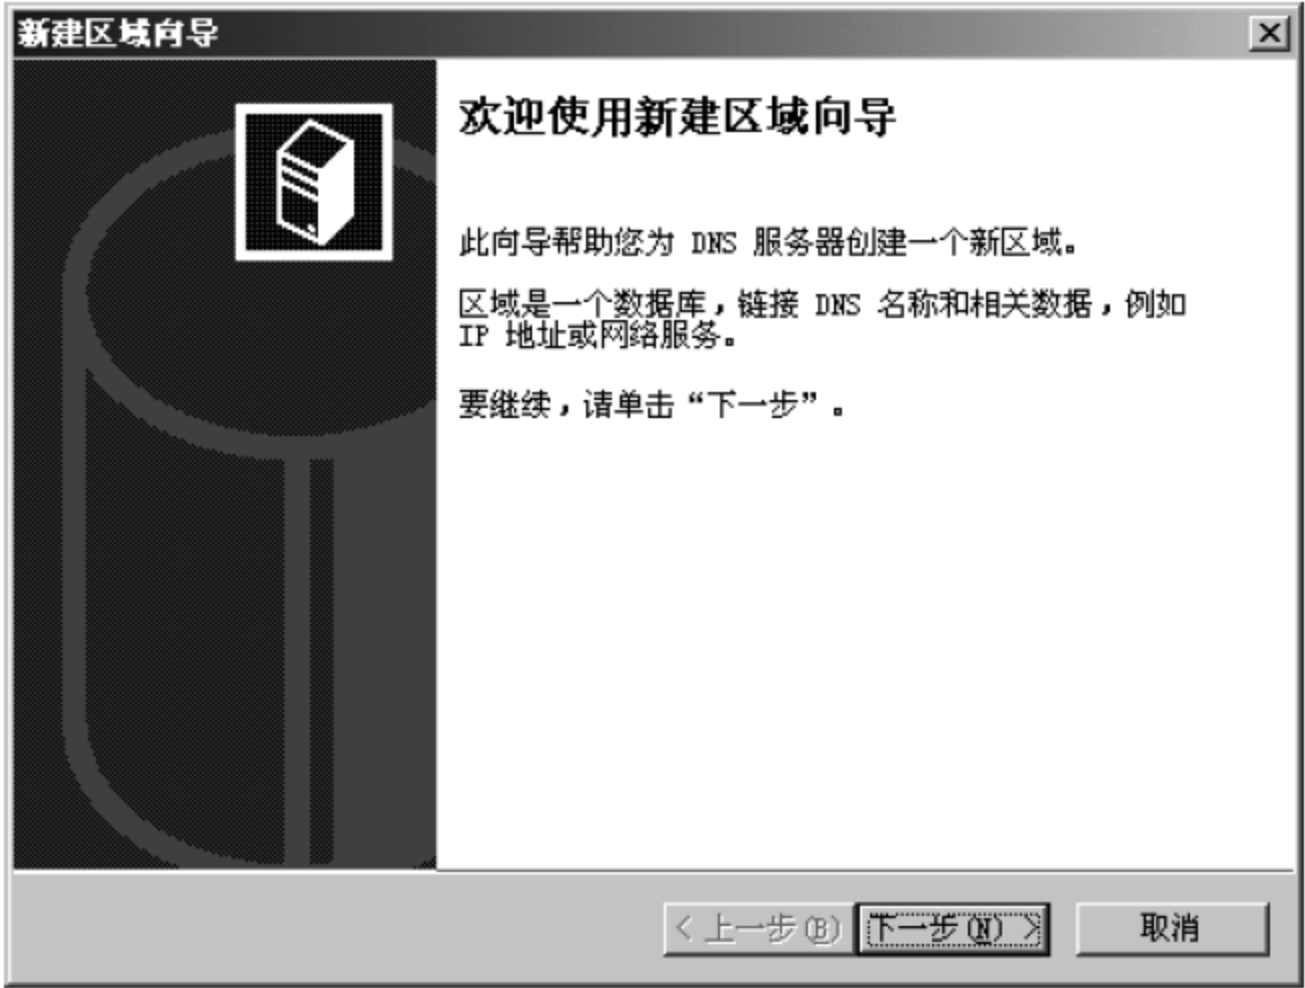 新建区域向导
欢迎使用新建区域向导
此向导帮助您为 DNS 服务器创建一个新区域。
区域是一个数据库，链接 DNS 名称和相关数据，例如
IP 地址或网络服务。
要继续，请单击“下一步”。
< 上一步(B) 下一步(N) > 取消